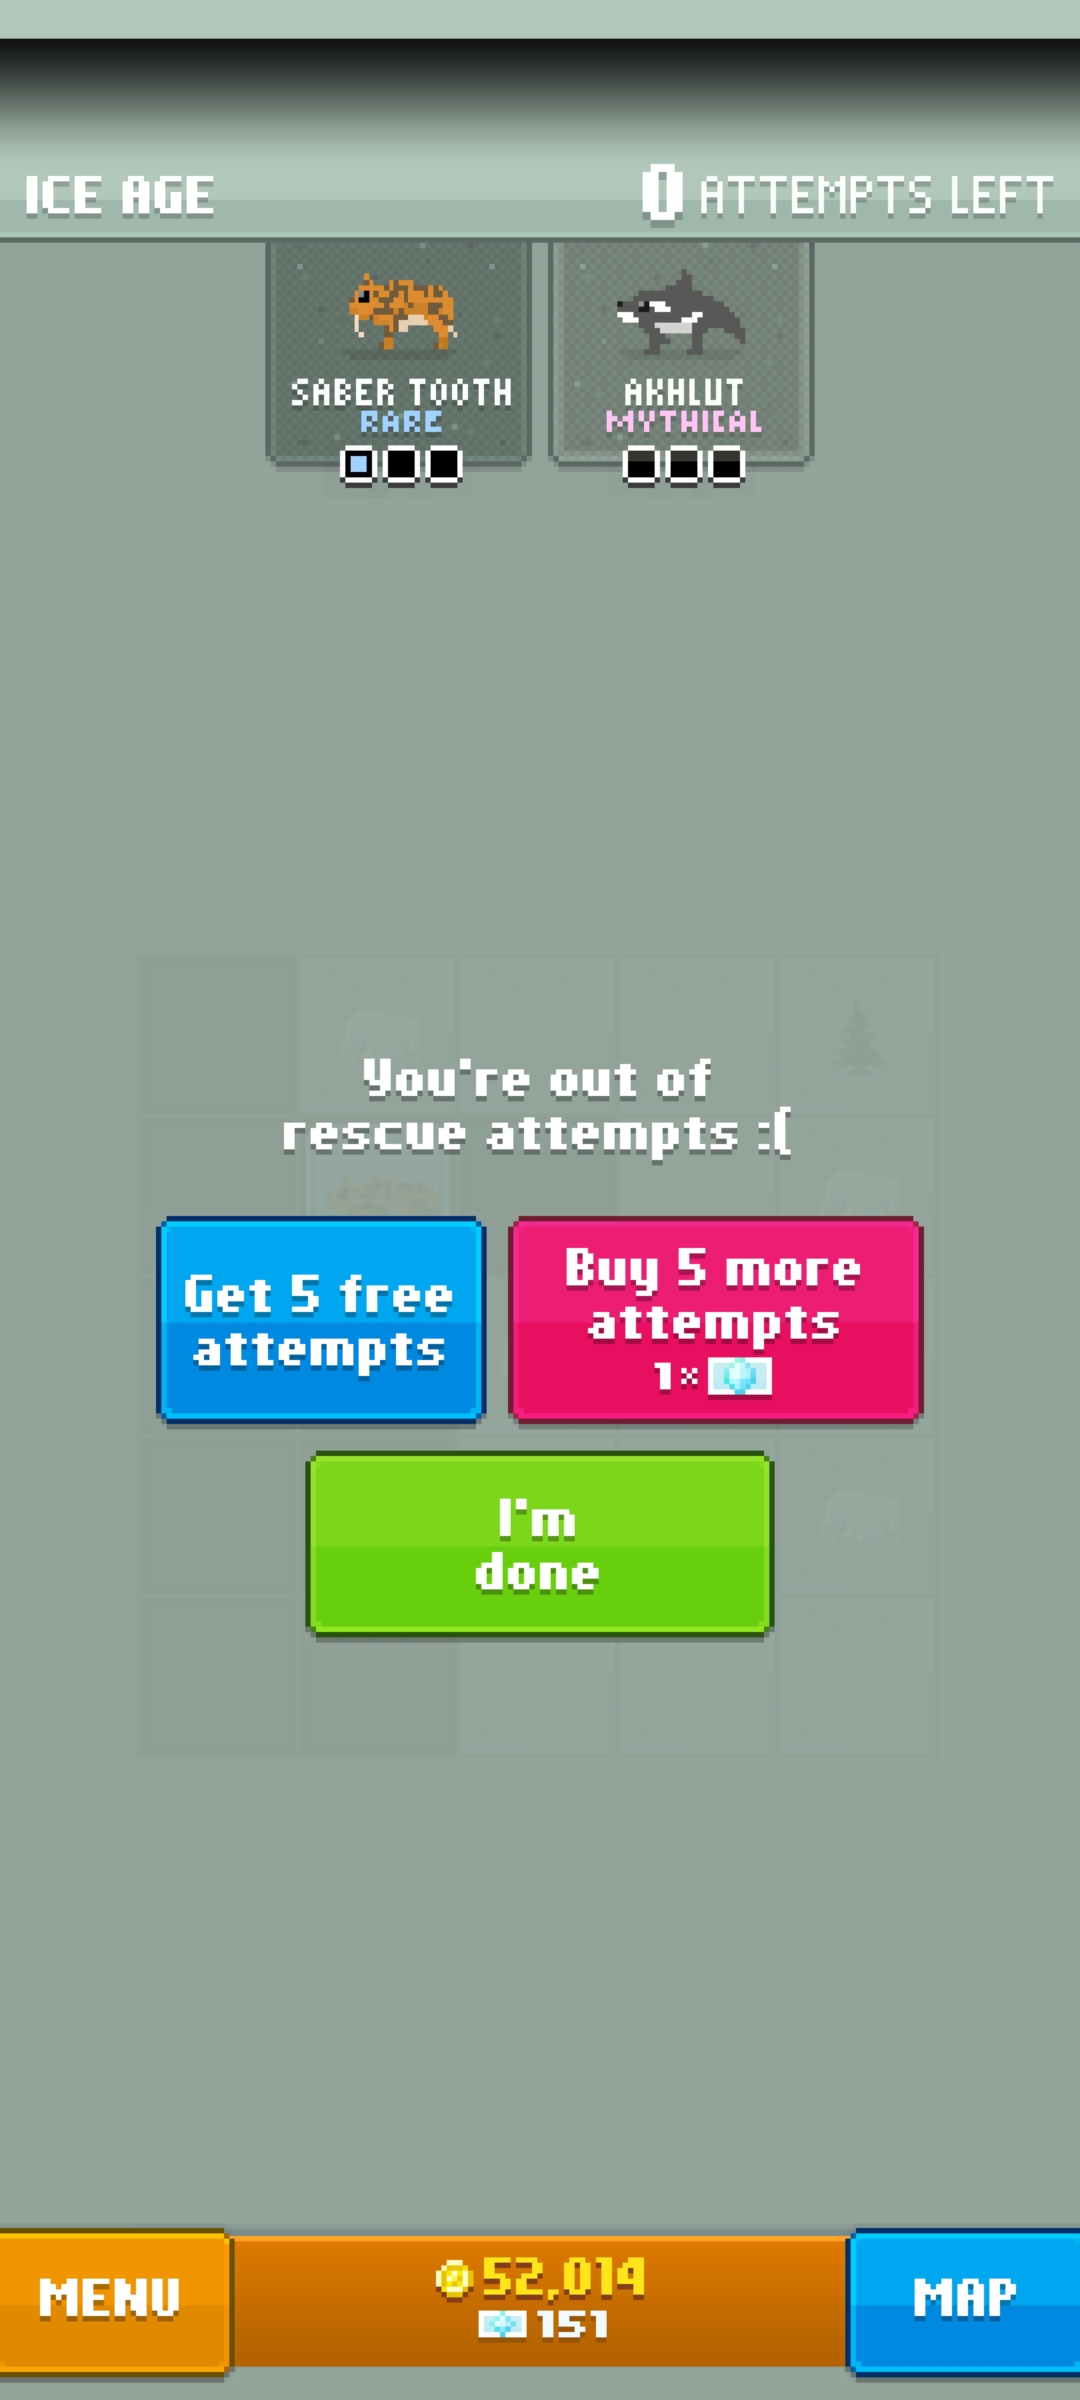 ICE AGE
0 ATTEMPTS LEFT
SABER TOOTH
RARE
AKHLUT
MYTHICAL
You're out of
rescue attempts :(
Get 5 free
attempts
Buy 5 more
attempts
1×
I'm
done
MENU
52,014
151
MAP